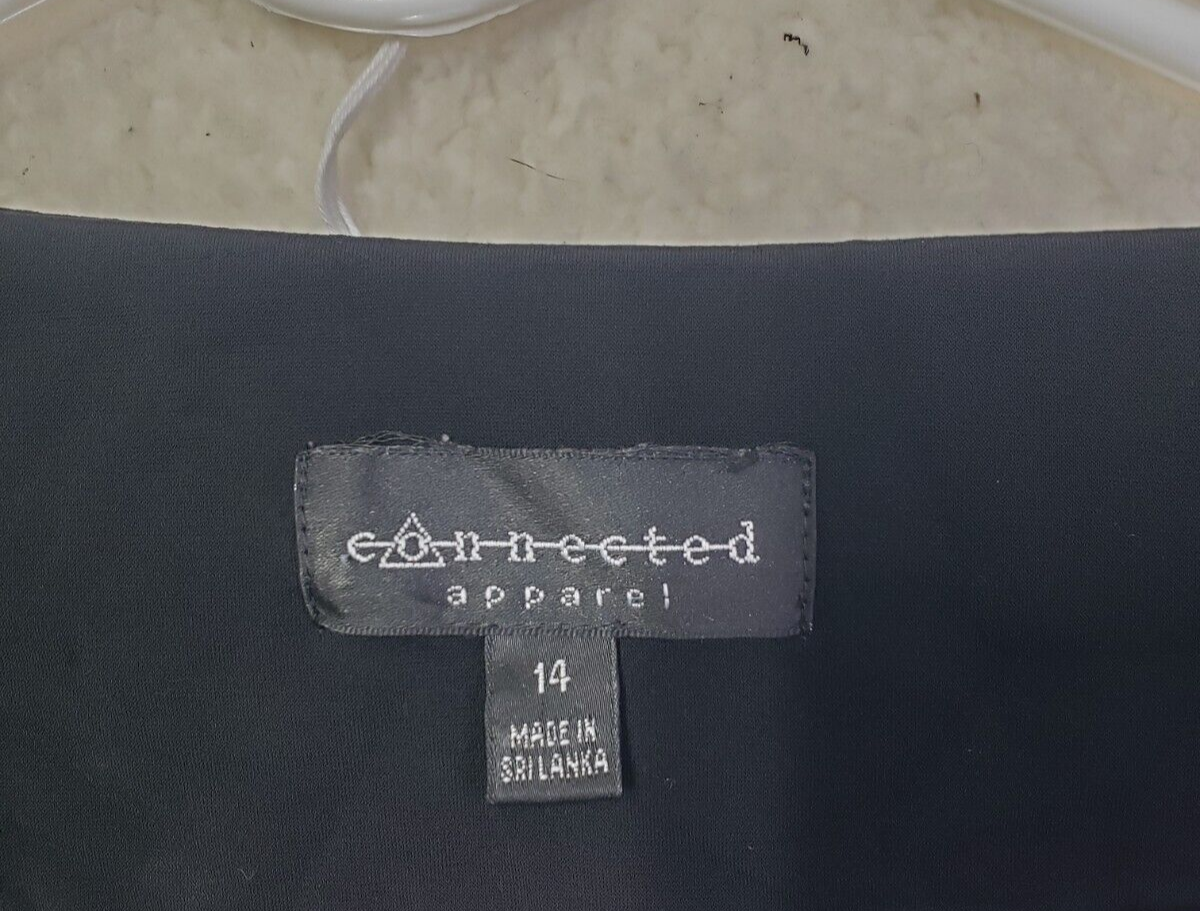 connected
apparel
14
MADE IN
SRI LANKA